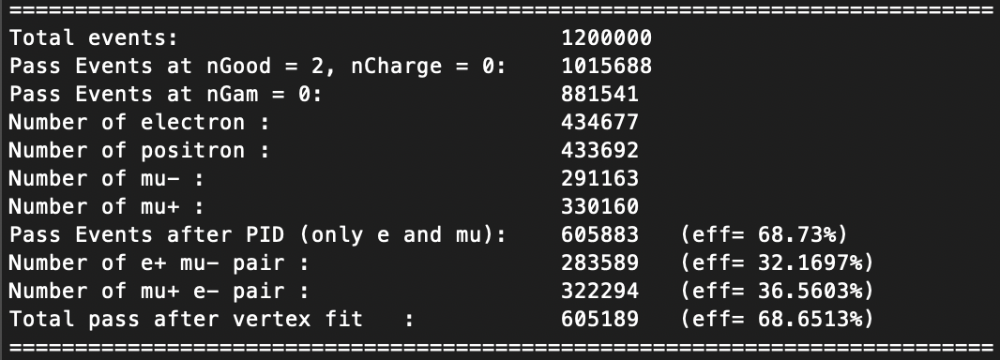 ===========================================================================
Total events: 1200000
Pass Events at nGood = 2, nCharge = 0: 1015688
Pass Events at nGam = 0: 881541
Number of electron : 434677
Number of positron : 433692
Number of mu- : 291163
Number of mu+ : 330160
Pass Events after PID (only e and mu): 605883 (eff= 68.73%)
Number of e+ mu- pair : 283589 (eff= 32.1697%)
Number of mu+ e- pair : 322294 (eff= 36.5603%)
Total pass after vertex fit : 605189 (eff= 68.6513%)
===========================================================================